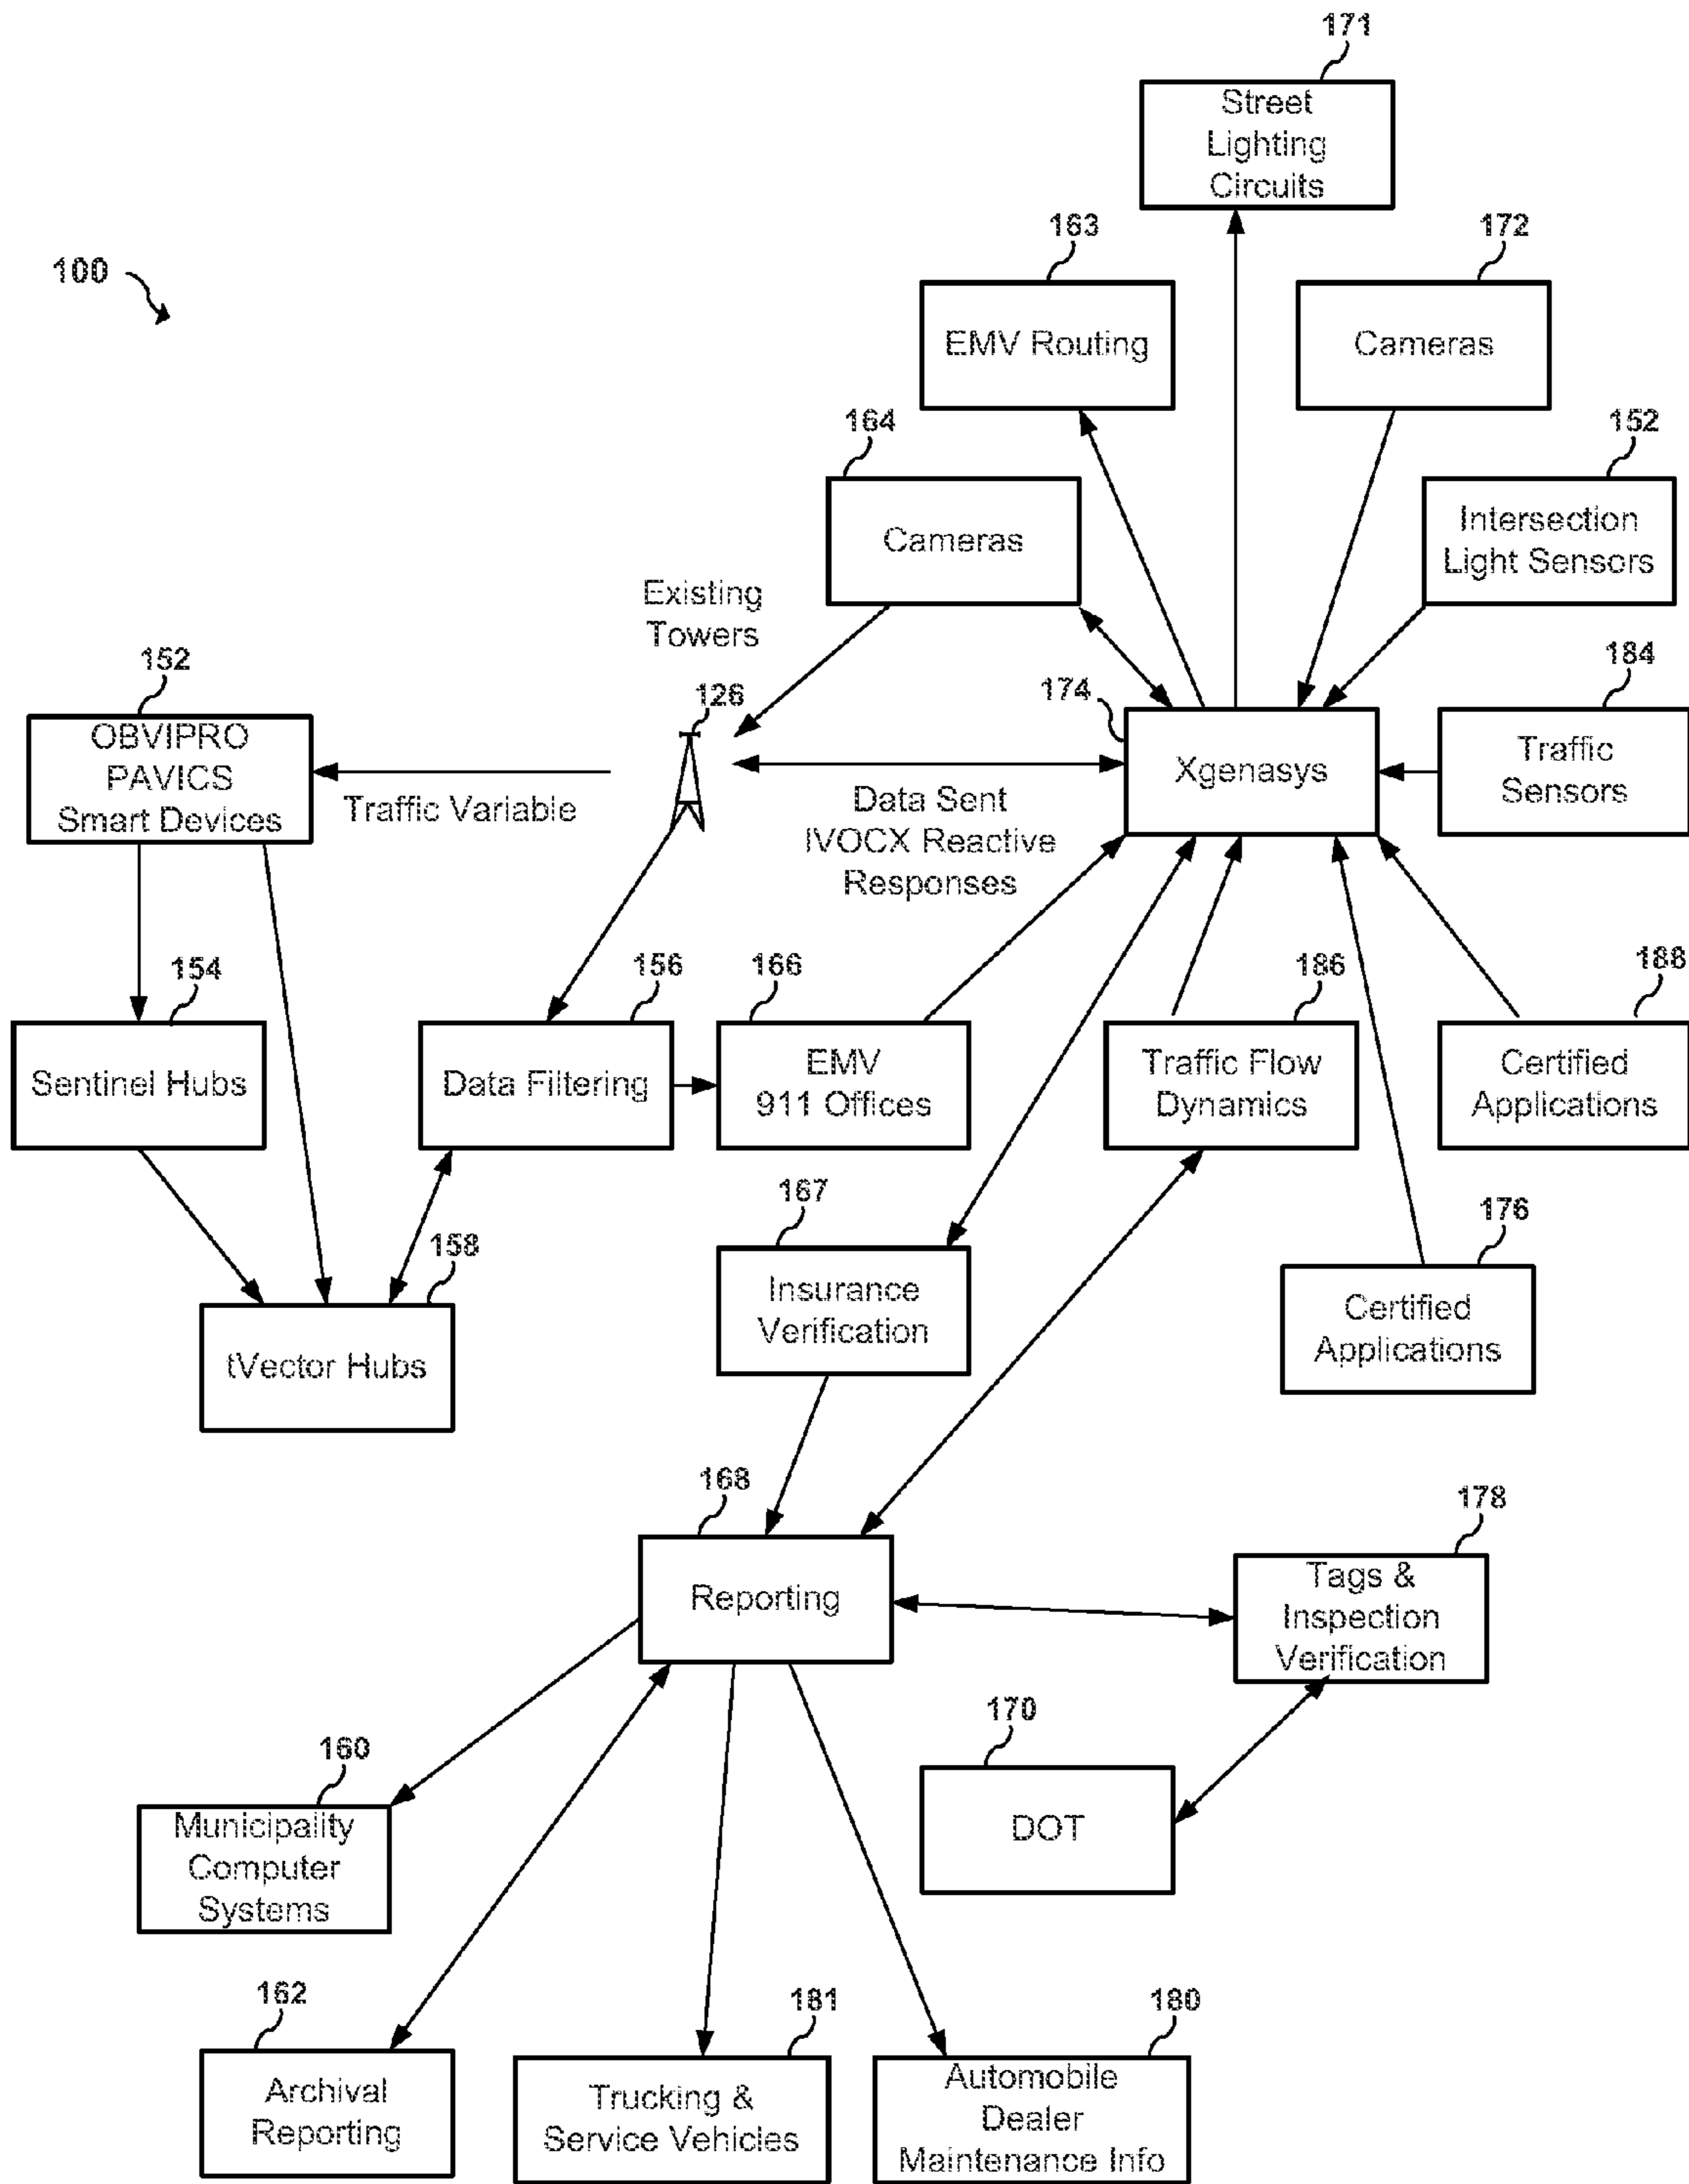 171
Street
Lighting
Circuits
163
172
100
EMV Routing
Cameras
164
152
Cameras
Intersection
Light Sensors
Existing
Towers
152
126
174
184
OBVIPRO
PAVICS
Smart Devices
Traffic Variable
Xgenasys
Traffic
Sensors
Data Sent
IVOCX Reactive
Responses
154
156
166
186
188
Sentinel Hubs
Data Filtering
EMV
911 Offices
Traffic Flow
Dynamics
Certified
Applications
167
176
158
Insurance
Verification
Certified
Applications
tVector Hubs
168
178
Reporting
Tags &
Inspection
Verification
170
160
DOT
Municipality
Computer
Systems
162
181
180
Archival
Reporting
Trucking &
Service Vehicles
Automobile
Dealer
Maintenance Info